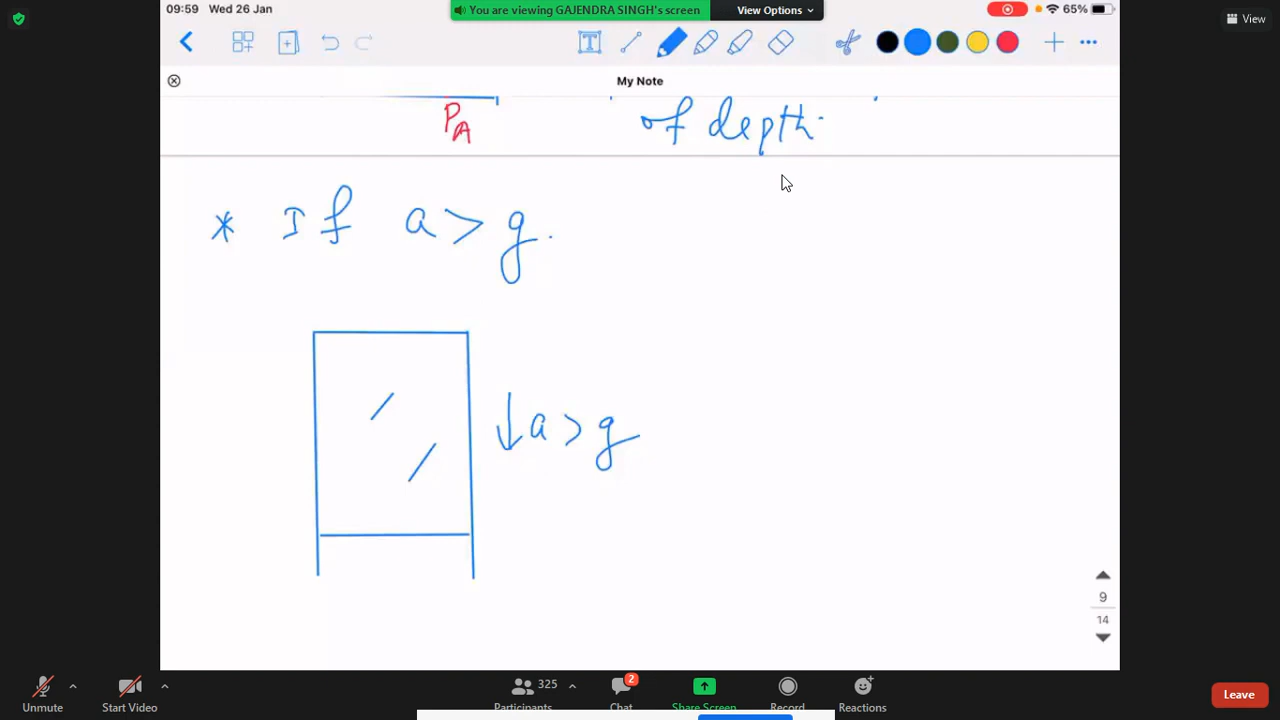 09:59 Wed 26 Jan
You are viewing GAJENDRA SINGH's screen
View Options
65%
View
My Note
P_A
of depth.
* If a > g.
↓a > g
9
14
Unmute
Start Video
325
Participants
2
Chat
Share Screen
Record
Reactions
Leave